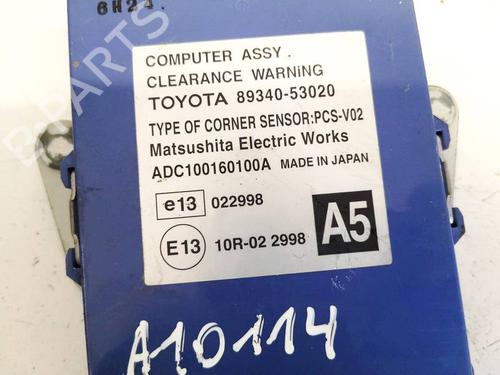 6H24.
COMPUTER ASSY.
CLEARANCE WARNiNG
TOYOTA 89340-53020
TYPE OF CORNER SENSOR:PCS-V02
Matsushita Electric Works
ADC100160100A MADE IN JAPAN
e13 022998
E13 10R-02 2998
A5
A10114